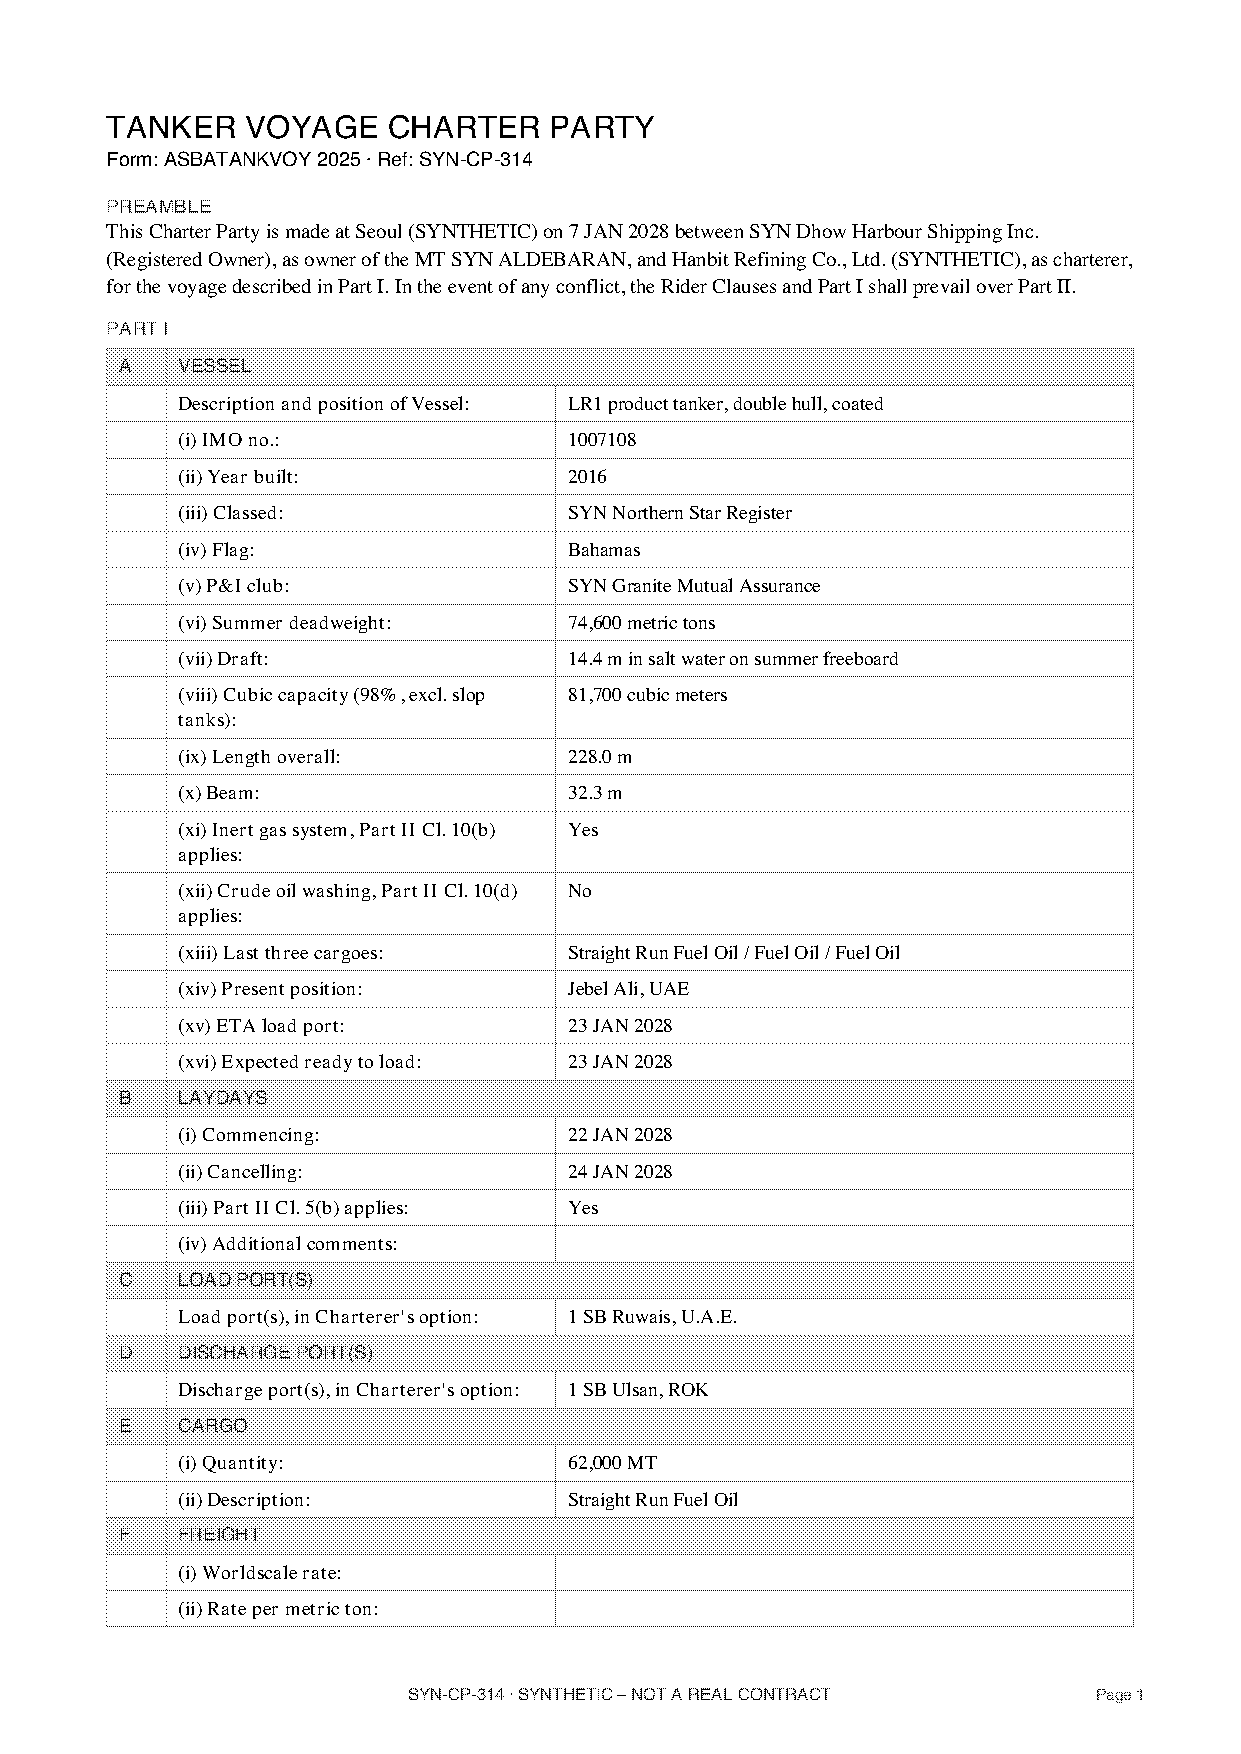 TANKER VOYAGE CHARTER PARTY
Form: ASBATANKVOY 2025 · Ref: SYN-CP-314
PREAMBLE
This Charter Party is made at Seoul (SYNTHETIC) on 7 JAN 2028 between SYN Dhow Harbour Shipping Inc.
(Registered Owner), as owner of the MT SYN ALDEBARAN, and Hanbit Refining Co., Ltd. (SYNTHETIC), as charterer,
for the voyage described in Part I. In the event of any conflict, the Rider Clauses and Part I shall prevail over Part II.
PART I
A VESSEL
Description and position of Vessel: LR1 product tanker, double hull, coated
(i) IMO no.: 1007108
(ii) Year built: 2016
(iii) Classed: SYN Northern Star Register
(iv) Flag: Bahamas
(v) P&I club: SYN Granite Mutual Assurance
(vi) Summer deadweight: 74,600 metric tons
(vii) Draft: 14.4 m in salt water on summer freeboard
(viii) Cubic capacity (98%, excl. slop 81,700 cubic meters
tanks):
(ix) Length overall: 228.0 m
(x) Beam: 32.3 m
(xi) Inert gas system, Part II Cl. 10(b) Yes
applies:
(xii) Crude oil washing, Part II Cl. 10(d) No
applies:
(xiii) Last three cargoes: Straight Run Fuel Oil / Fuel Oil / Fuel Oil
(xiv) Present position: Jebel Ali, UAE
(xv) ETA load port: 23 JAN 2028
(xvi) Expected ready to load: 23 JAN 2028
B LAYDAYS
(i) Commencing: 22 JAN 2028
(ii) Cancelling: 24 JAN 2028
(iii) Part II Cl. 5(b) applies: Yes
(iv) Additional comments:
C LOAD PORT(S)
Load port(s), in Charterer's option: 1 SB Ruwais, U.A.E.
D DISCHARGE PORT(S)
Discharge port(s), in Charterer's option: 1 SB Ulsan, ROK
E CARGO
(i) Quantity: 62,000 MT
(ii) Description: Straight Run Fuel Oil
F FREIGHT
(i) Worldscale rate:
(ii) Rate per metric ton:
SYN-CP-314 · SYNTHETIC – NOT A REAL CONTRACT Page 1